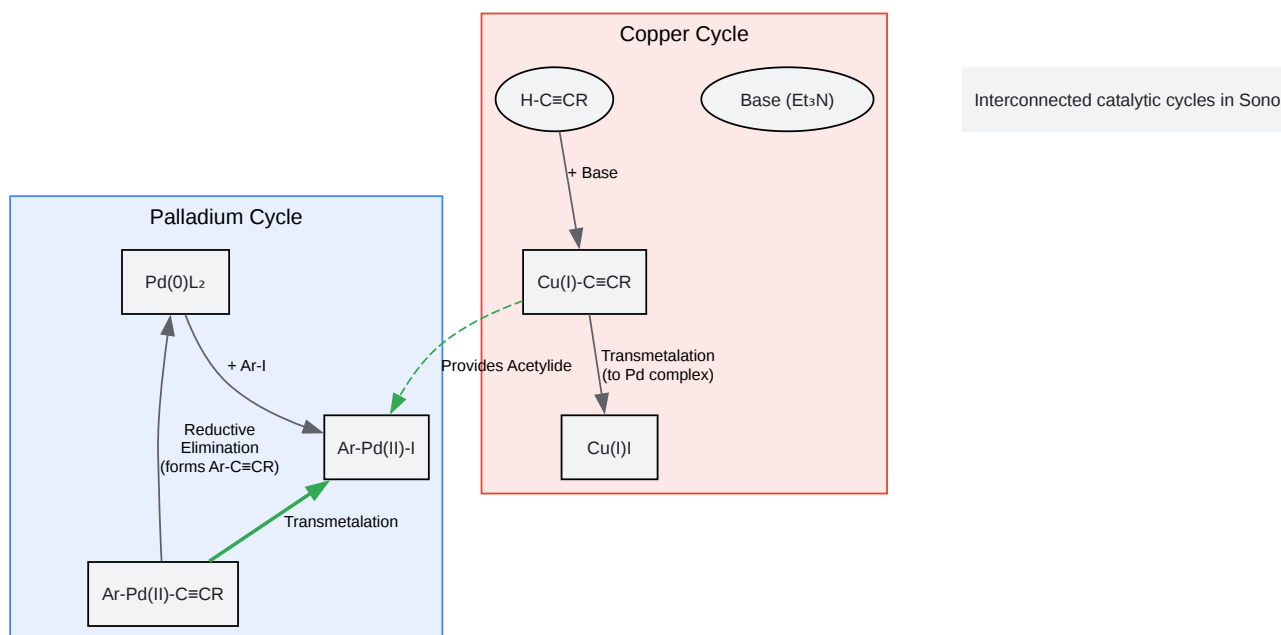 Copper Cycle
H-C≡CR
Base (Et₃N)
Interconnected catalytic cycles in Sono
+ Base
Palladium Cycle
Pd(0)L₂
Cu(I)-C≡CR
+ Ar-I
Provides Acetylide
Transmetalation
(to Pd complex)
Reductive
Elimination
(forms Ar-C≡CR)
Ar-Pd(II)-I
Cu(I)I
Transmetalation
Ar-Pd(II)-C≡CR